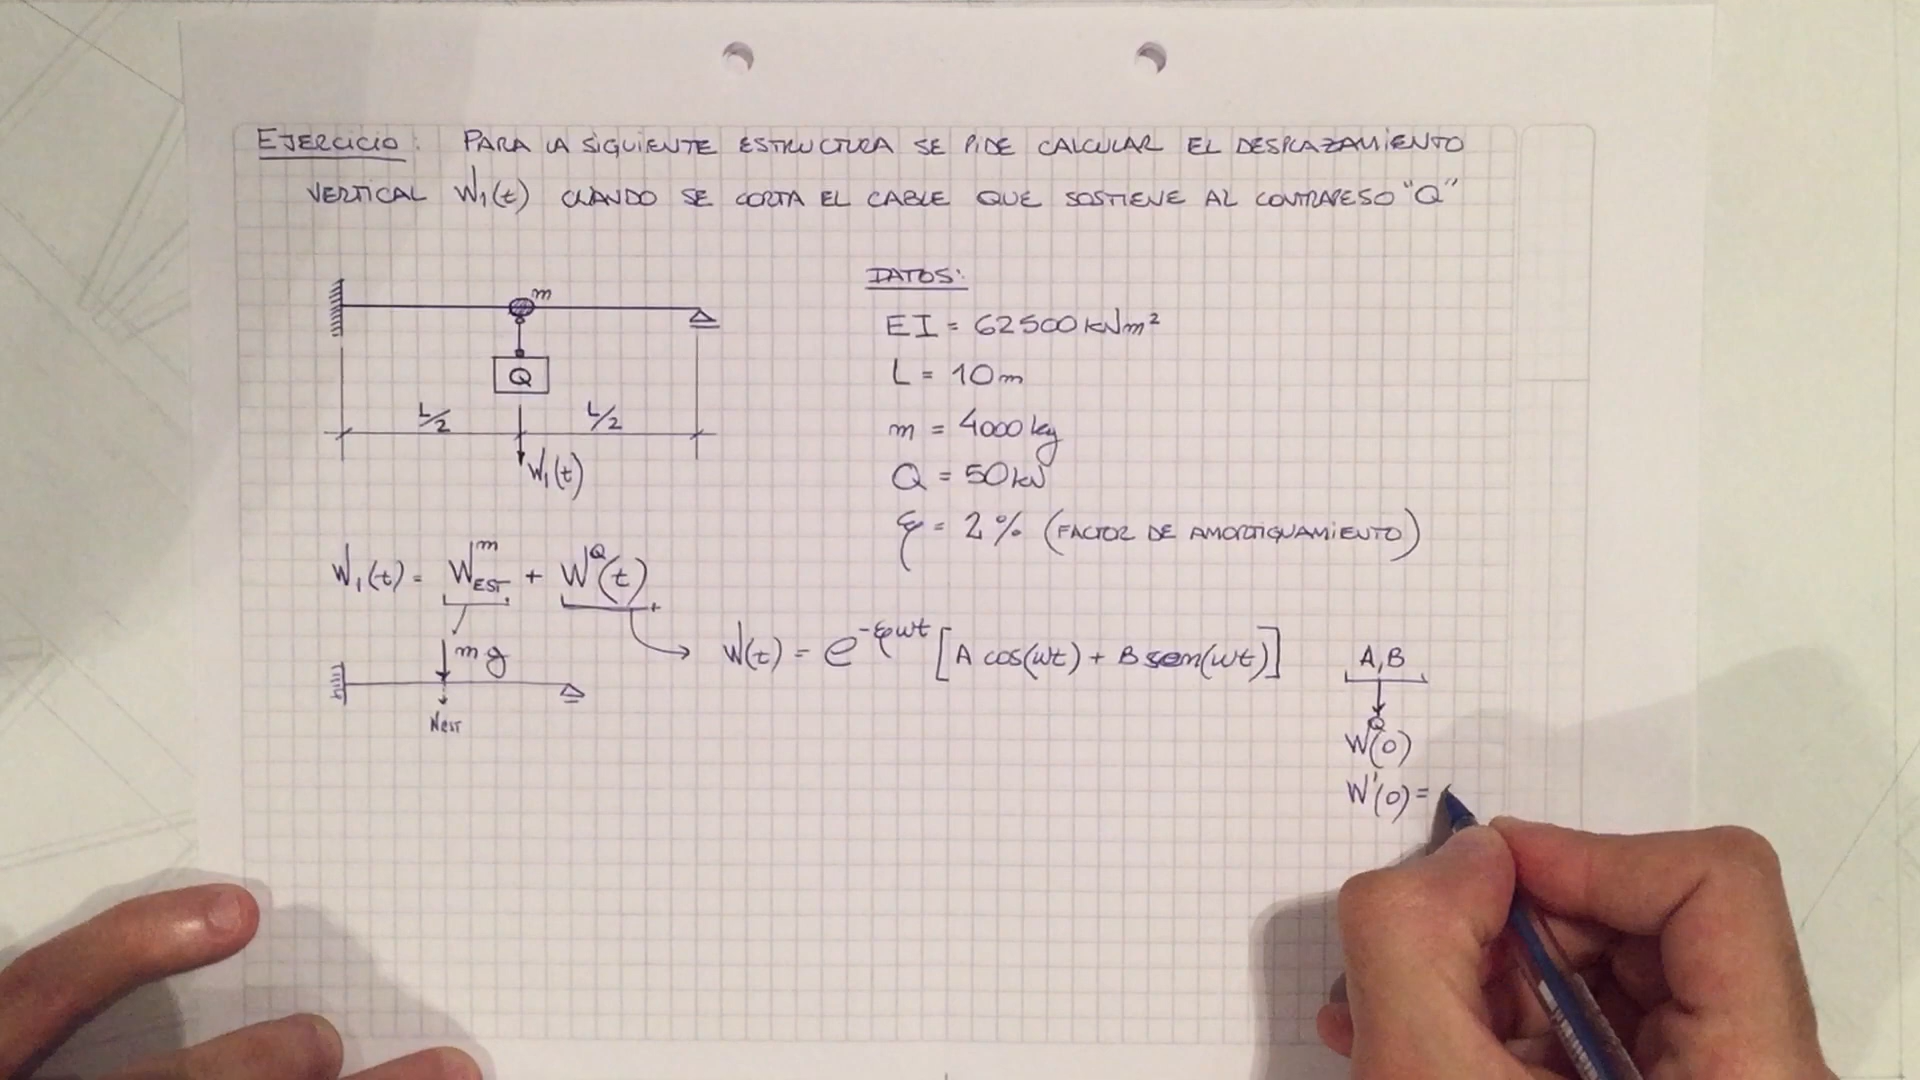 EJERCICIO: PARA LA SIGUIENTE ESTRUCTURA SE PIDE CALCULAR EL DESPLAZAMIENTO
VERTICAL W₁(t) CUANDO SE CORTA EL CABLE QUE SOSTIENE AL CONTRAPESO "Q"
m
Q
L/2 L/2
W₁(t)
DATOS:
EI = 62500 kNm²
L = 10m
m = 4000 kg
Q = 50 kN
ξ = 2 % (FACTOR DE AMORTIGUAMIENTO)
W₁(t) = W_EST^m + W^Q(t)
mg
West
W(t) = e^(-ξωt) [A cos(ωt) + B sen(ωt)]
A,B
W^Q(0)
W'(0) =